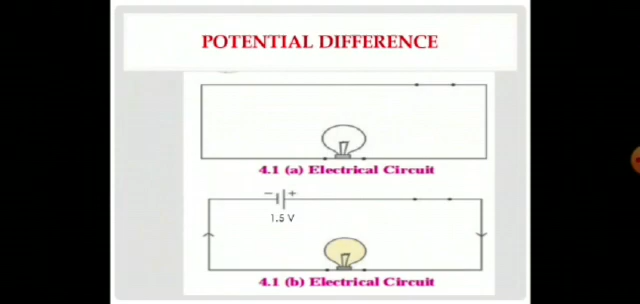 POTENTIAL DIFFERENCE
4.1 (a) Electrical Circuit
− +
1.5 V
4.1 (b) Electrical Circuit